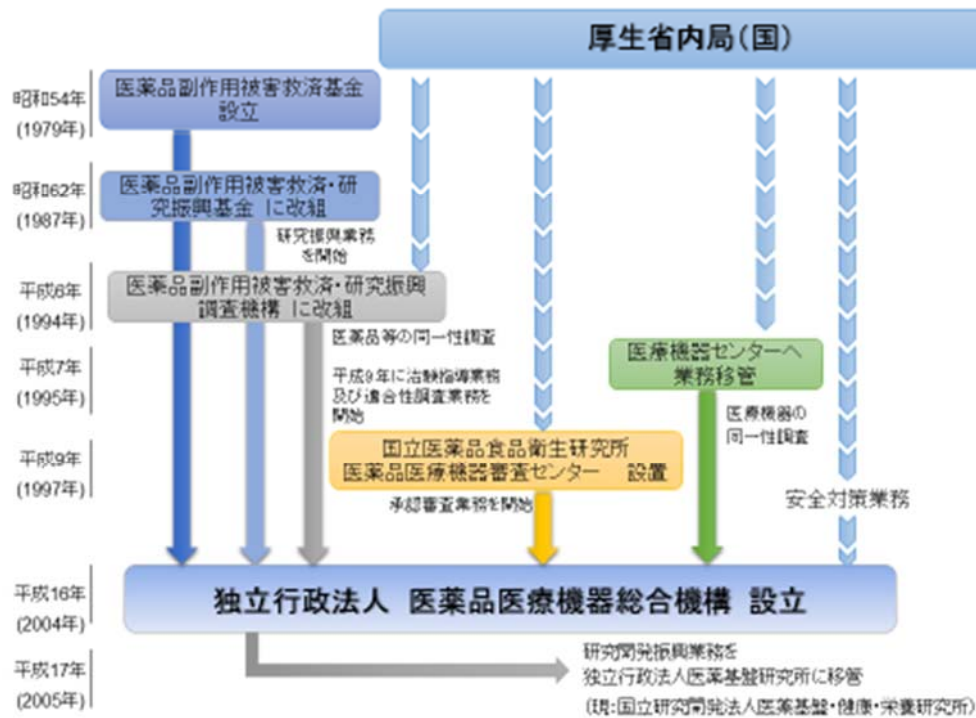 厚生省内局(国)
昭和54年
(1979年)
医薬品副作用被害救済基金
設立
昭和62年
(1987年)
医薬品副作用被害救済・研
究振興基金 に改組
研究振興業務
を開始
平成6年
(1994年)
医薬品副作用被害救済・研究振興
調査機構 に改組
医薬品等の同一性調査
平成7年
(1995年)
医療機器センターへ
業務移管
平成9年に治験指導業務
及び適合性調査業務を
開始
医療機器の
同一性調査
平成9年
(1997年)
国立医薬品食品衛生研究所
医薬品医療機器審査センター 設置
承認審査業務を開始
安全対策業務
平成16年
(2004年)
独立行政法人 医薬品医療機器総合機構 設立
平成17年
(2005年)
研究開発振興業務を
独立行政法人医薬基盤研究所に移管
(現:国立研究開発法人医薬基盤・健康・栄養研究所)